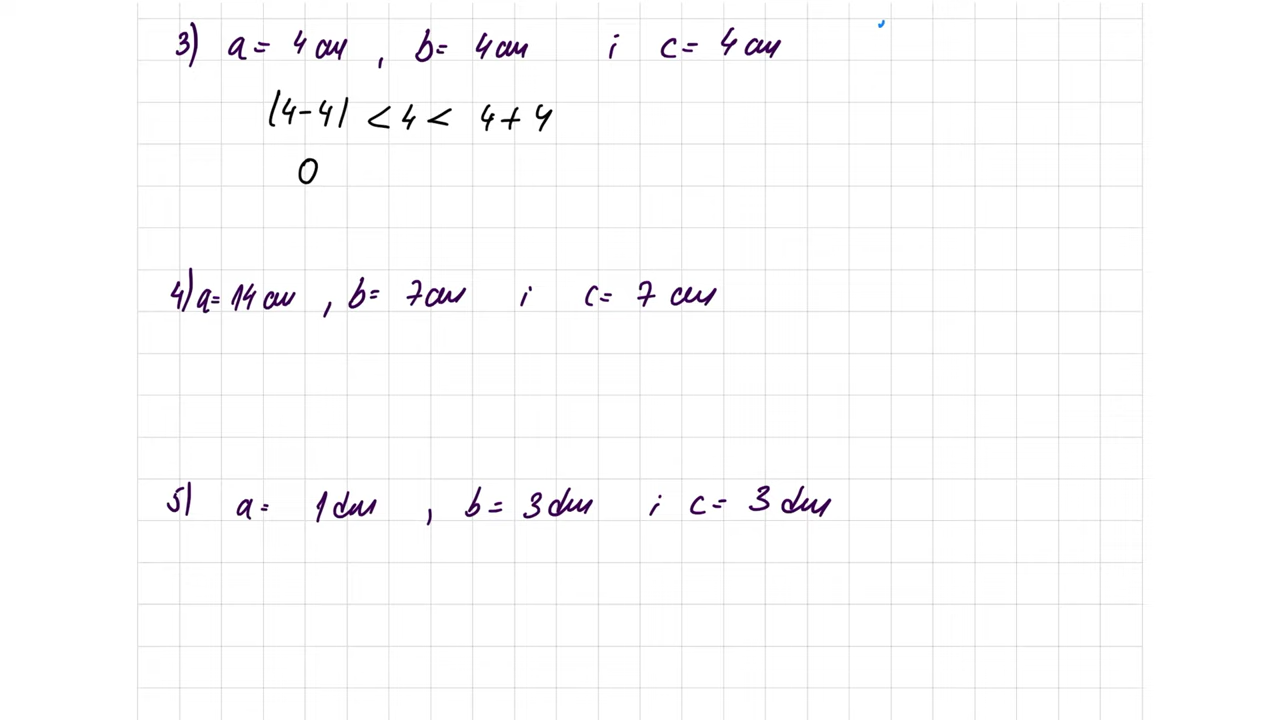 3) a = 4 cm , b = 4 cm i c = 4 cm
|4-4| < 4 < 4 + 4
0
4) a = 14 cm , b = 7 cm i c = 7 cm
5) a = 1 dm , b = 3 dm i c = 3 dm